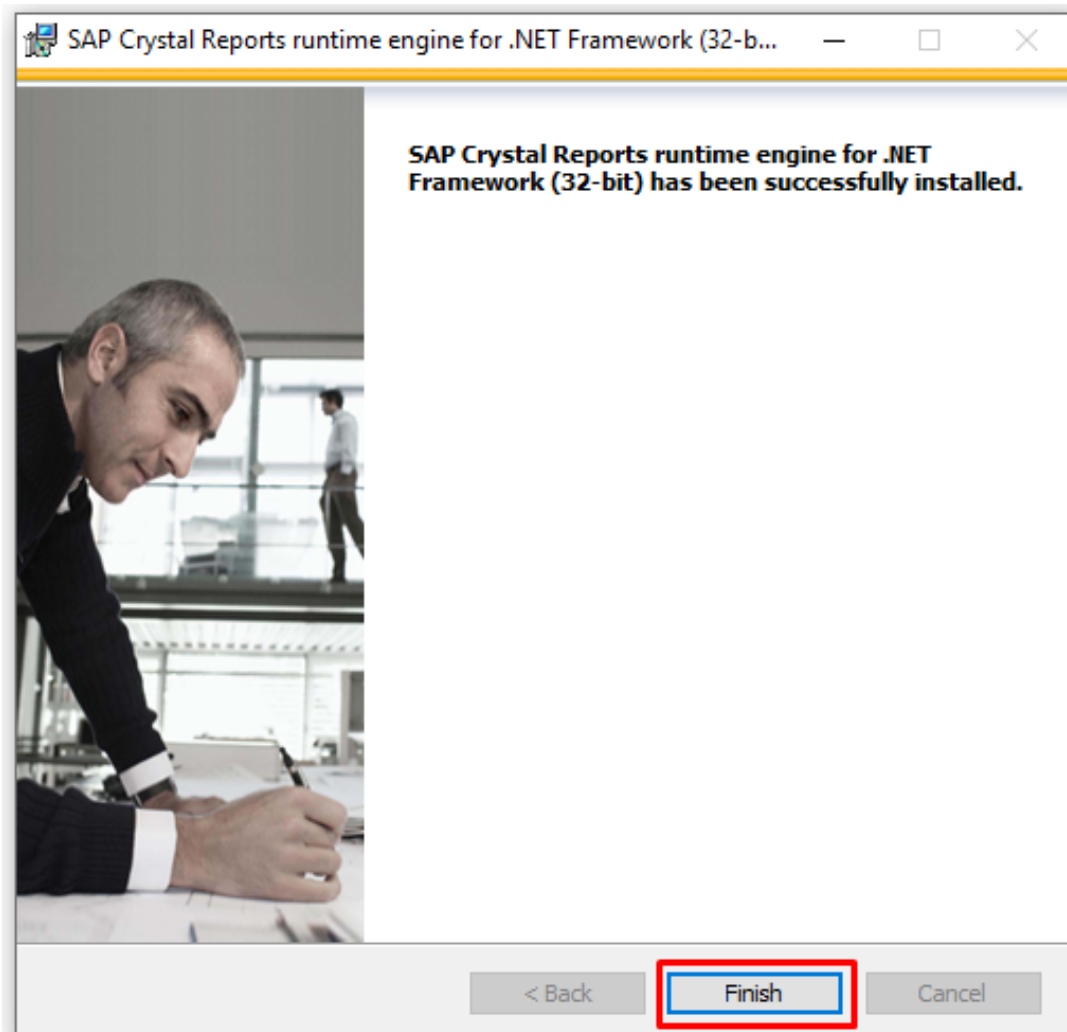 SAP Crystal Reports runtime engine for .NET Framework (32-b...
SAP Crystal Reports runtime engine for .NET
Framework (32-bit) has been successfully installed.
< Back
Finish
Cancel